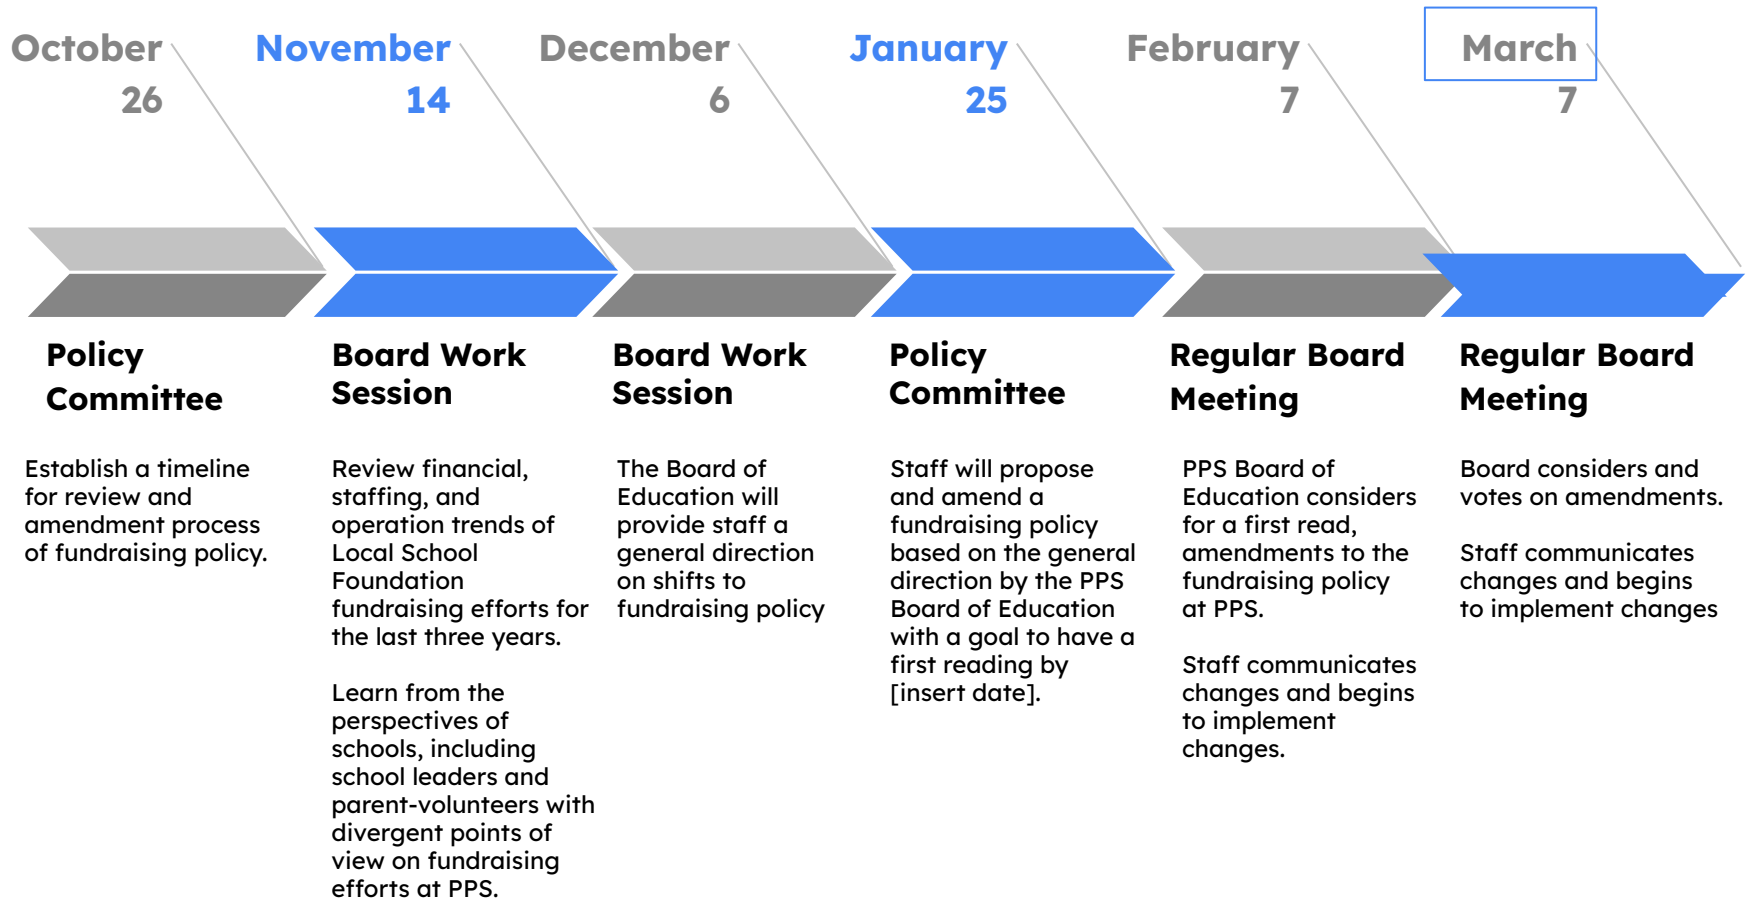 October
26
November
14
December
6
January
25
February
7
March
7
Policy
Committee
Establish a timeline
for review and
amendment process
of fundraising policy.
Board Work
Session
Review financial,
staffing, and
operation trends of
Local School
Foundation
fundraising efforts for
the last three years.
Learn from the
perspectives of
schools, including
school leaders and
parent-volunteers with
divergent points of
view on fundraising
efforts at PPS.
Board Work
Session
The Board of
Education will
provide staff a
general direction
on shifts to
fundraising policy
Policy
Committee
Staff will propose
and amend a
fundraising policy
based on the general
direction by the PPS
Board of Education
with a goal to have a
first reading by
[insert date].
Regular Board
Meeting
PPS Board of
Education considers
for a first read,
amendments to the
fundraising policy
at PPS.
Staff communicates
changes and begins
to implement
changes.
Regular Board
Meeting
Board considers and
votes on amendments.
Staff communicates
changes and begins
to implement changes